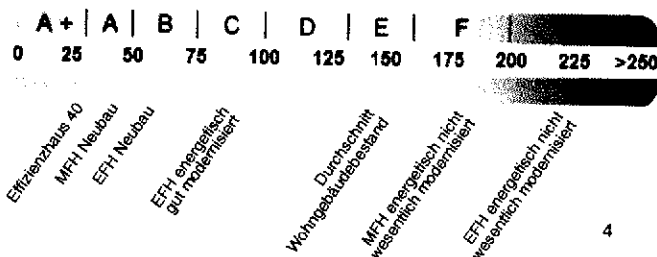 A+ | A | B | C | D | E | F
0 25 50 75 100 125 150 175 200 225 >250
Effizienzhaus 40
MFH Neubau
EFH Neubau
EFH energetisch
gut modernisiert
Durchschnitt
Wohngebäudebestand
MFH energetisch nicht
wesentlich modernisiert
EFH energetisch nicht
wesentlich modernisiert
4